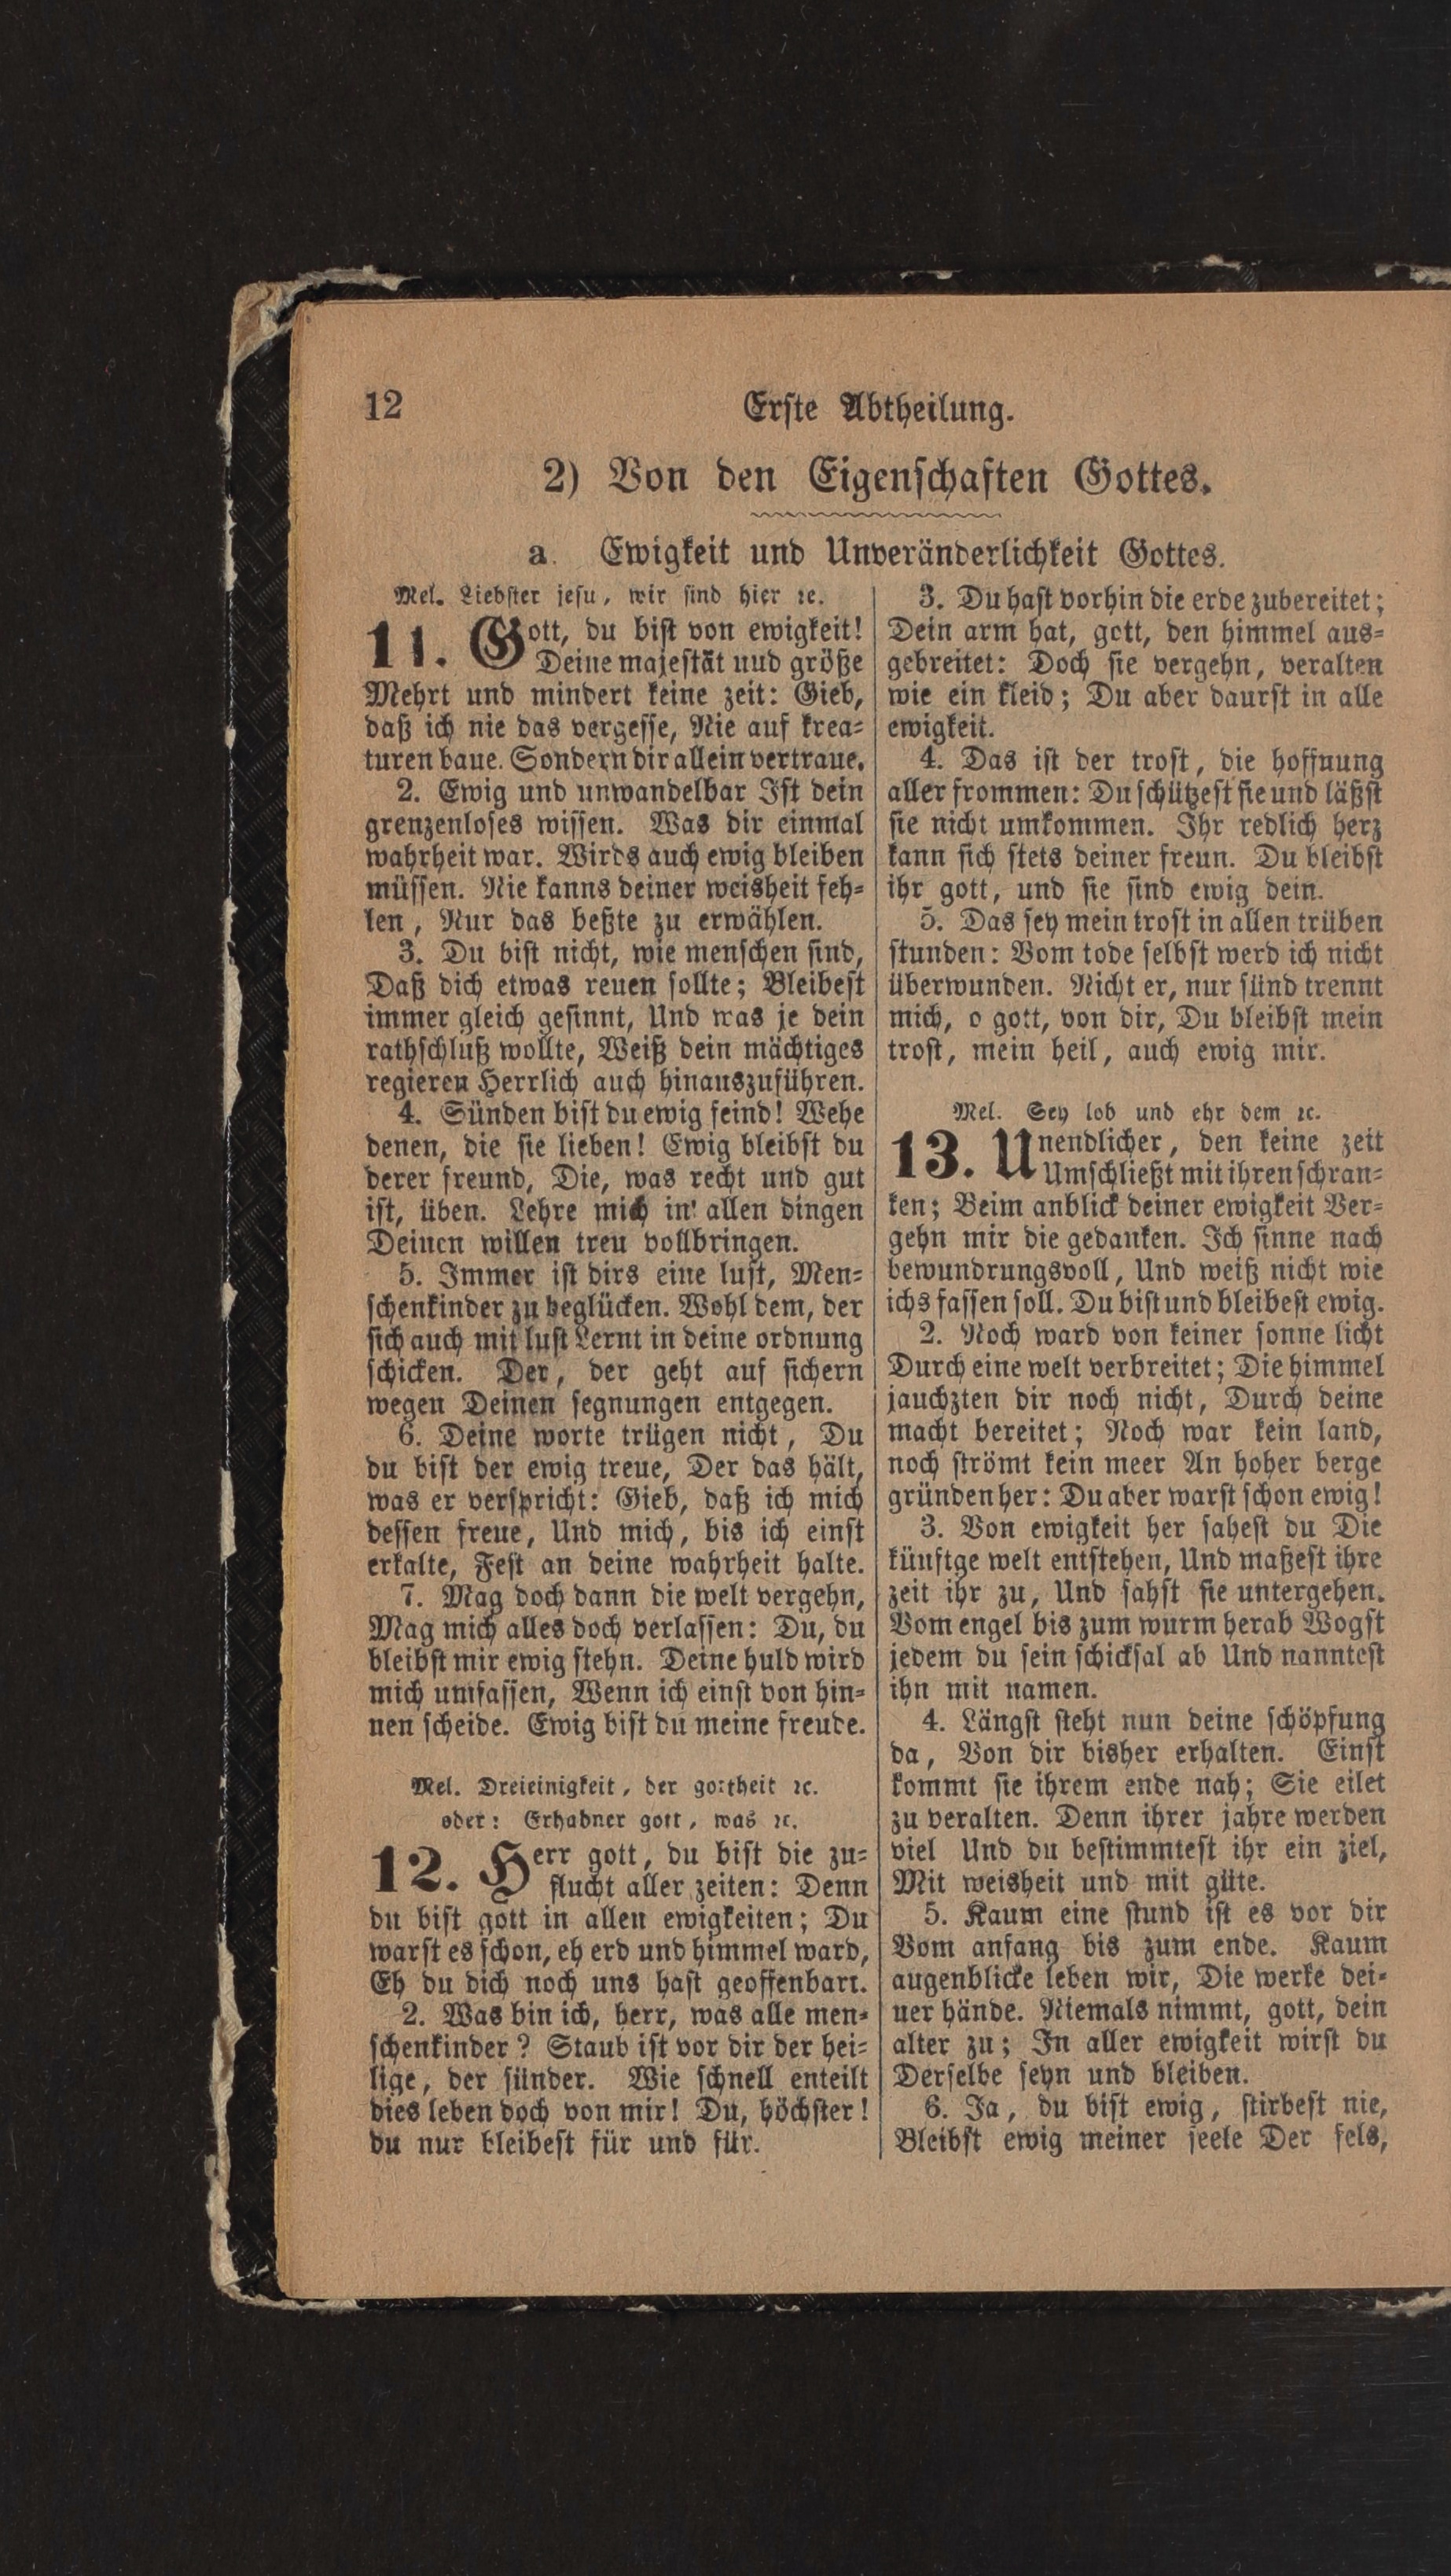 12
Erste Abtheilung.
2) Von den Eigenschaften Gottes.
a. Ewigkeit und Unveränderlichkeit Gottes.
Mel. Liebster jesu, wir sind hier ꝛc.
11. Gott, du bist von ewigkeit!
Deine majestät uud größe
Mehrt und mindert keine zeit: Gieb,
daß ich nie das vergesse, Nie auf krea-
turen baue. Sondern dir allein vertraue.
2. Ewig und unwandelbar Ist dein
grenzenloses wissen. Was dir einmal
wahrheit war. Wirds auch ewig bleiben
müssen. Nie kanns deiner weisheit feh-
len, Nur das beßte zu erwählen.
3. Du bist nicht, wie menschen sind,
Daß dich etwas reuen sollte; Bleibest
immer gleich gesinnt, Und was je dein
rathschluß wollte, Weiß dein mächtiges
regieren Herrlich auch hinauszuführen.
4. Sünden bist du ewig feind! Wehe
denen, die sie lieben! Ewig bleibst du
derer freund, Die, was recht und gut
ist, üben. Lehre mich in allen dingen
Deinen willen treu vollbringen.
5. Immer ist dirs eine lust, Men-
schenkinder zu beglücken. Wohl dem, der
sich auch mit lust Lernt in deine ordnung
schicken. Der, der geht auf sichern
wegen Deinen segnungen entgegen.
6. Deine worte trügen nicht, Du
du bist der ewig treue, Der das hält,
was er verspricht: Gieb, daß ich mich
dessen freue, Und mich, bis ich einst
erkalte, Fest an deine wahrheit halte.
7. Mag doch dann die welt vergehn,
Mag mich alles doch verlassen: Du, du
bleibst mir ewig stehn. Deine huld wird
mich umfassen, Wenn ich einst von hin-
nen scheide. Ewig bist du meine freude.
Mel. Dreieinigkeit, der gottheit ꝛc.
oder: Erhabner gott, was ꝛc.
12. Herr gott, du bist die zu-
flucht aller zeiten: Denn
du bist gott in allen ewigkeiten; Du
warst es schon, eh erd und himmel ward,
Eh du dich noch uns hast geoffenbart.
2. Was bin ich, herr, was alle men-
schenkinder? Staub ist vor dir der hei-
lige, der sünder. Wie schnell enteilt
dies leben doch von mir! Du, höchster!
du nur bleibest für und für.
3. Du hast vorhin die erde zubereitet;
Dein arm hat, gott, den himmel aus-
gebreitet: Doch sie vergehn, veralten
wie ein kleid; Du aber daurst in alle
ewigkeit.
4. Das ist der trost, die hoffnung
aller frommen: Du schützest sie und läßst
sie nicht umkommen. Ihr redlich herz
kann sich stets deiner freun. Du bleibst
ihr gott, und sie sind ewig dein.
5. Das sey mein trost in allen trüben
stunden: Vom tode selbst werd ich nicht
überwunden. Nicht er, nur sünd trennt
mich, o gott, von dir, Du bleibst mein
trost, mein heil, auch ewig mir.
Mel. Sey lob und ehr dem ꝛc.
13. Unendlicher, den keine zeit
Umschließt mit ihren schran-
ken; Beim anblick deiner ewigkeit Ver-
gehn mir die gedanken. Ich sinne nach
bewundrungsvoll, Und weiß nicht wie
ichs fassen soll. Du bist und bleibest ewig.
2. Noch ward von keiner sonne licht
Durch eine welt verbreitet; Die himmel
jauchzten dir noch nicht, Durch deine
macht bereitet; Noch war kein land,
noch strömt kein meer An hoher berge
gründen her: Du aber warst schon ewig!
3. Von ewigkeit her sahest du Die
künftge welt entstehen, Und maßest ihre
zeit ihr zu, Und sahst sie untergehen.
Vom engel bis zum wurm herab Wogst
jedem du sein schicksal ab Und nanntest
ihn mit namen.
4. Längst steht nun deine schöpfung
da, Von dir bisher erhalten. Einst
kommt sie ihrem ende nah; Sie eilet
zu veralten. Denn ihrer jahre werden
viel Und du bestimmtest ihr ein ziel,
Mit weisheit und mit güte.
5. Kaum eine stund ist es vor dir
Vom anfang bis zum ende. Kaum
augenblicke leben wir, Die werke dei-
ner hände. Niemals nimmt, gott, dein
alter zu; In aller ewigkeit wirst du
Derselbe seyn und bleiben.
6. Ja, du bist ewig, stirbest nie,
Bleibst ewig meiner seele Der fels,